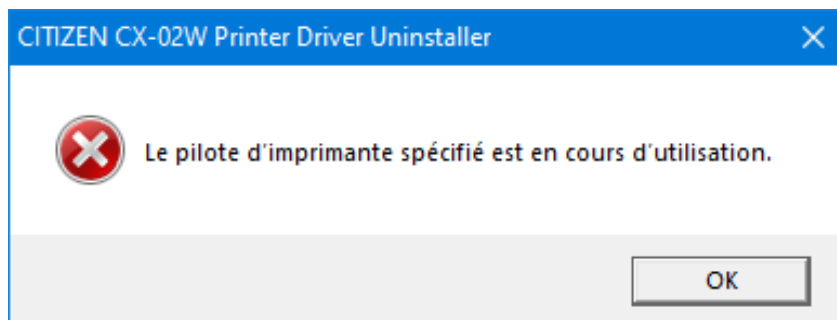 CITIZEN CX-02W Printer Driver Uninstaller
Le pilote d'imprimante spécifié est en cours d'utilisation.
OK